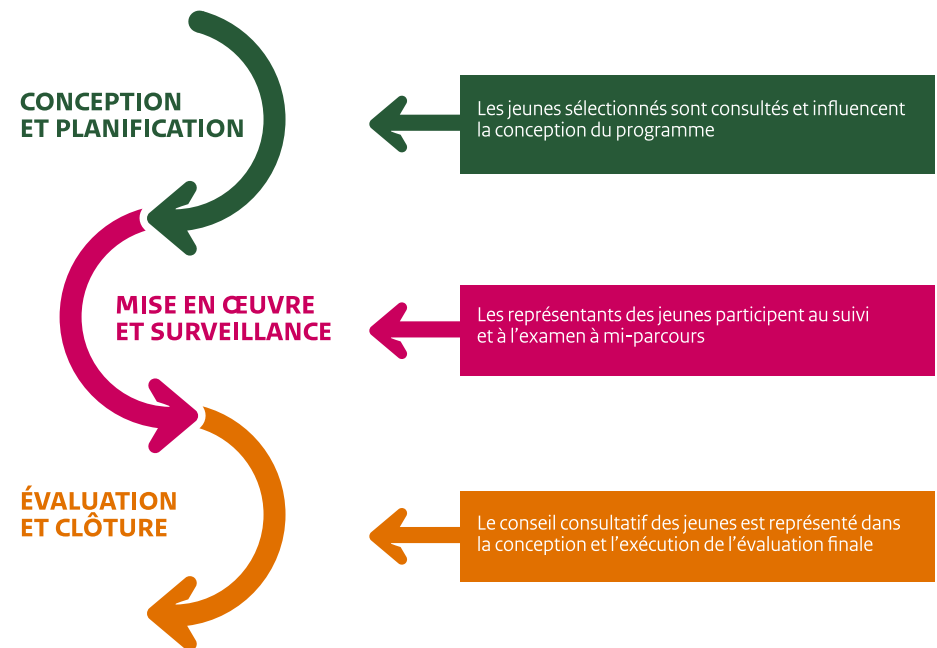 CONCEPTION
ET PLANIFICATION
Les jeunes sélectionnés sont consultés et influencent
la conception du programme
MISE EN ŒUVRE
ET SURVEILLANCE
Les représentants des jeunes participent au suivi
et à l’examen à mi-parcours
ÉVALUATION
ET CLÔTURE
Le conseil consultatif des jeunes est représenté dans
la conception et l’exécution de l’évaluation finale